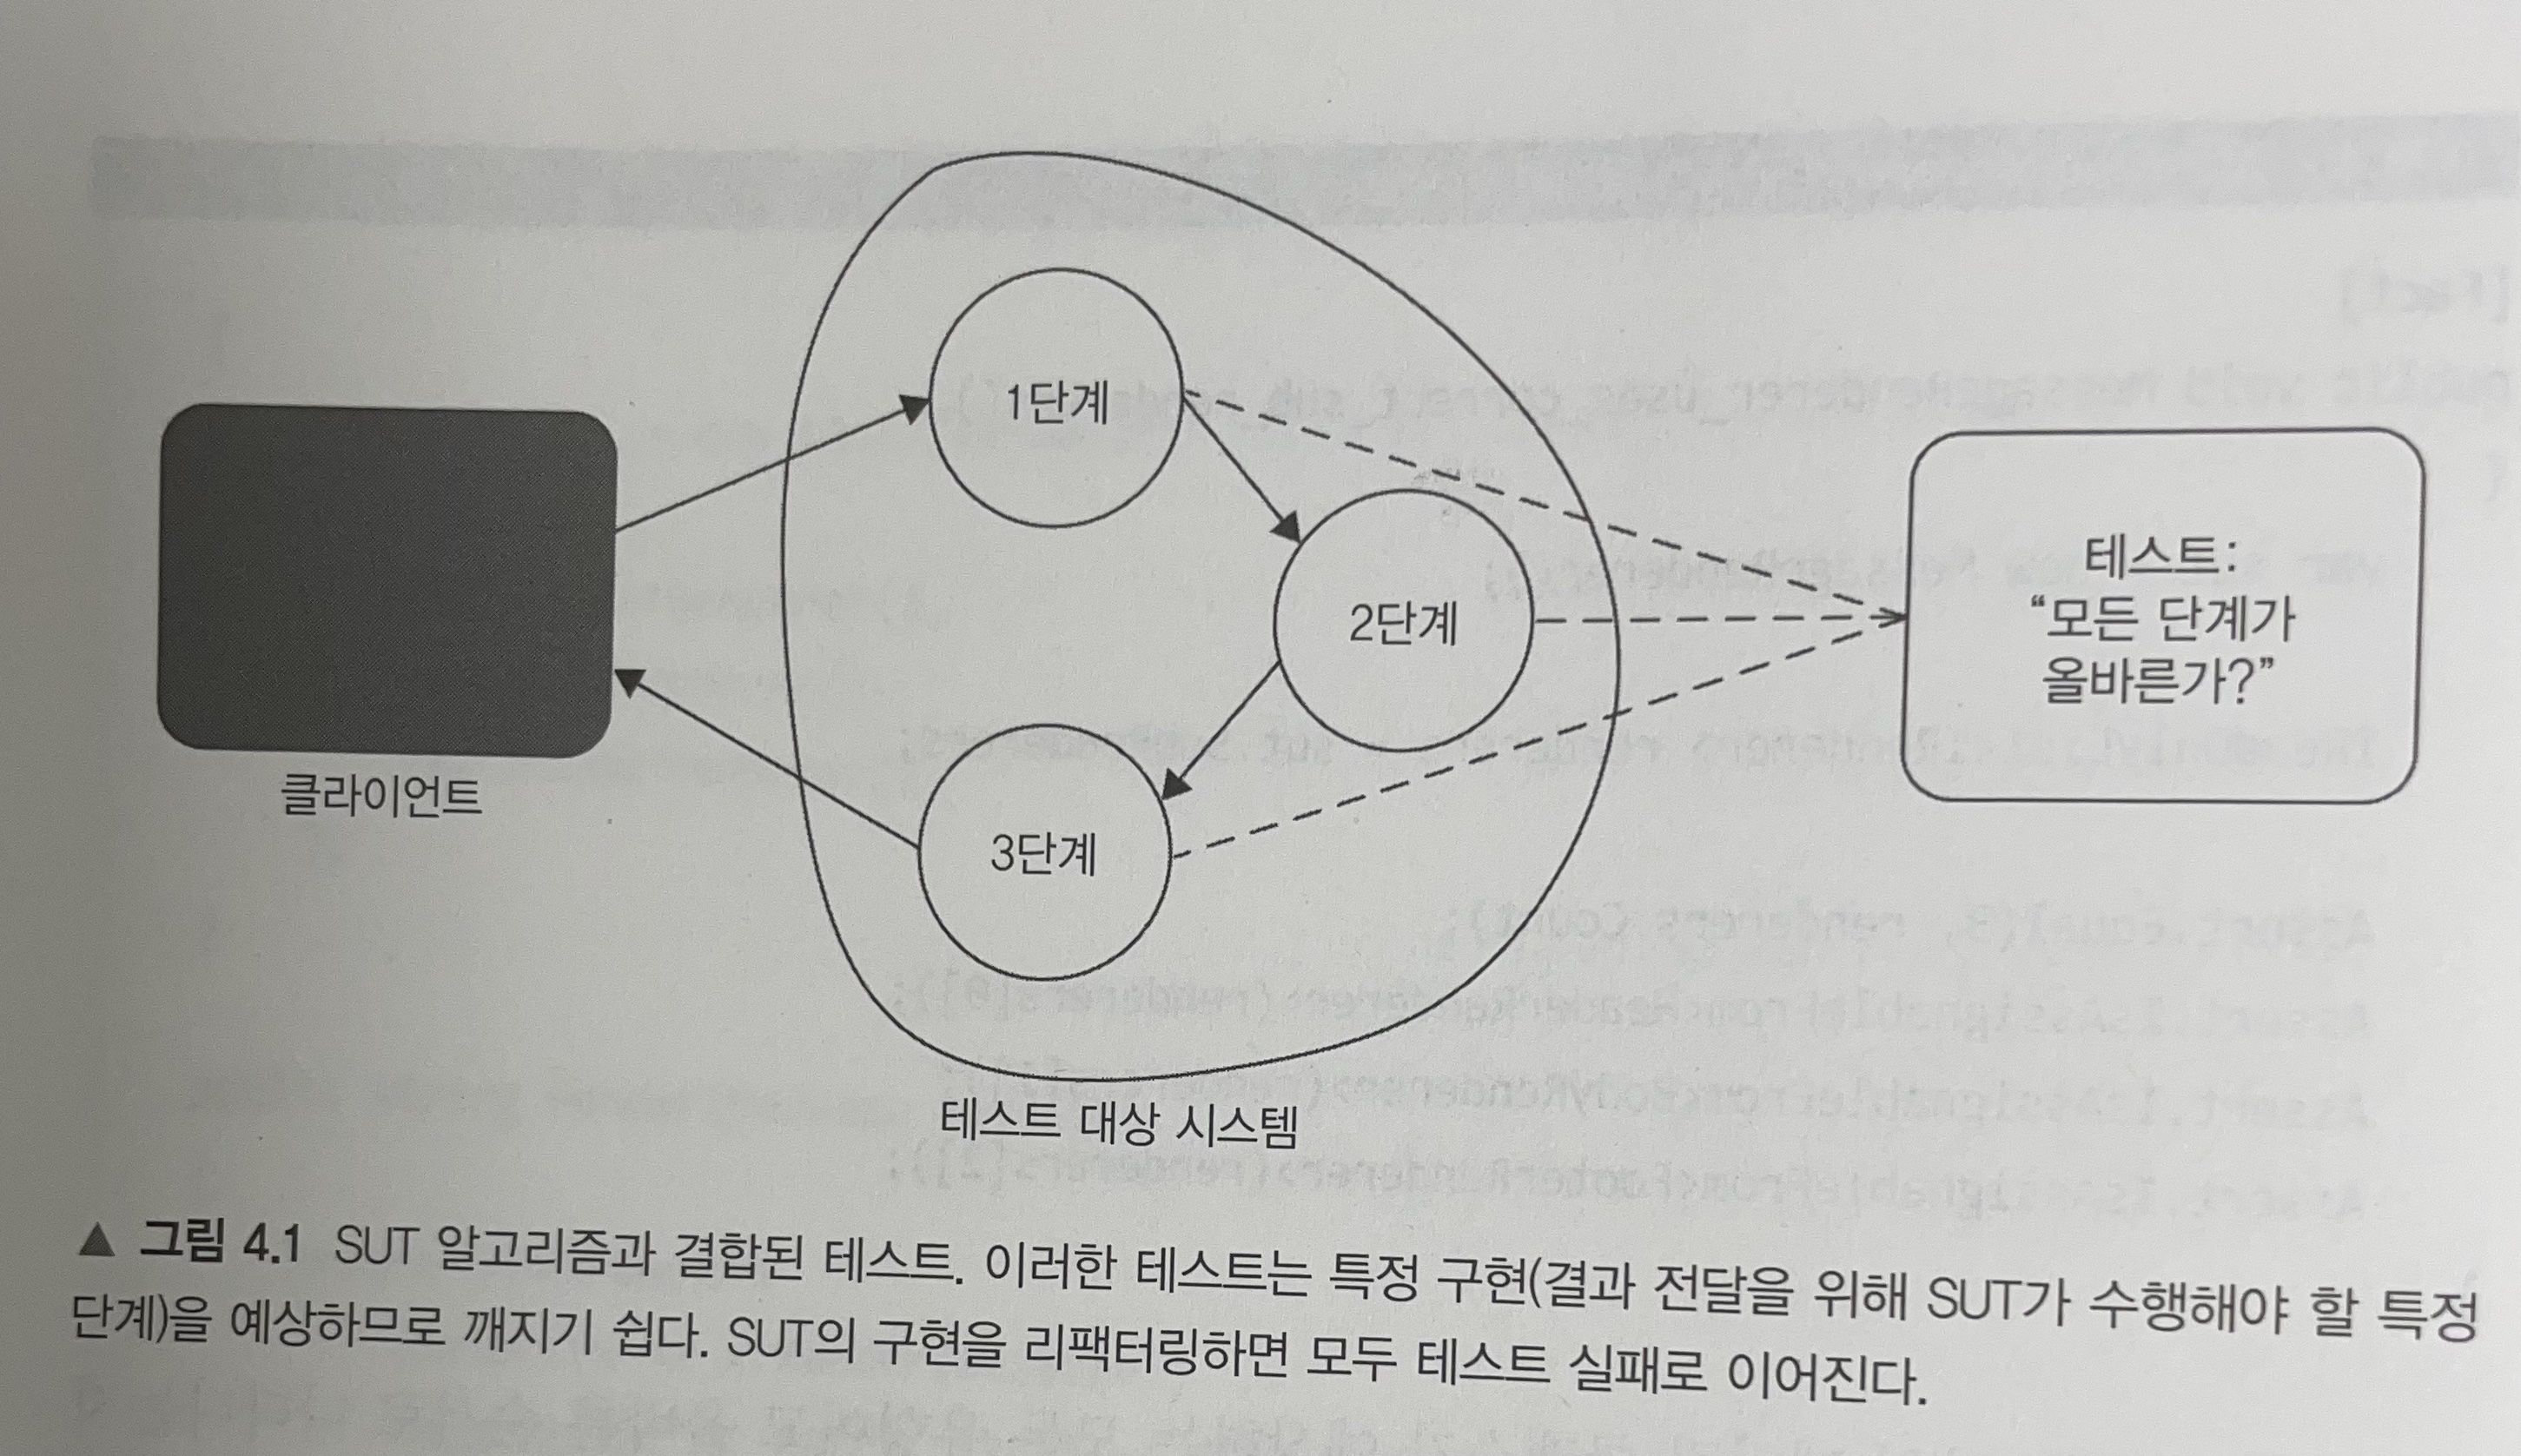 1단계
2단계
3단계
클라이언트
테스트 대상 시스템
테스트:
“모든 단계가
올바른가?”
▲ 그림 4.1 SUT 알고리즘과 결합된 테스트. 이러한 테스트는 특정 구현(결과 전달을 위해 SUT가 수행해야 할 특정
단계)을 예상하므로 깨지기 쉽다. SUT의 구현을 리팩터링하면 모두 테스트 실패로 이어진다.